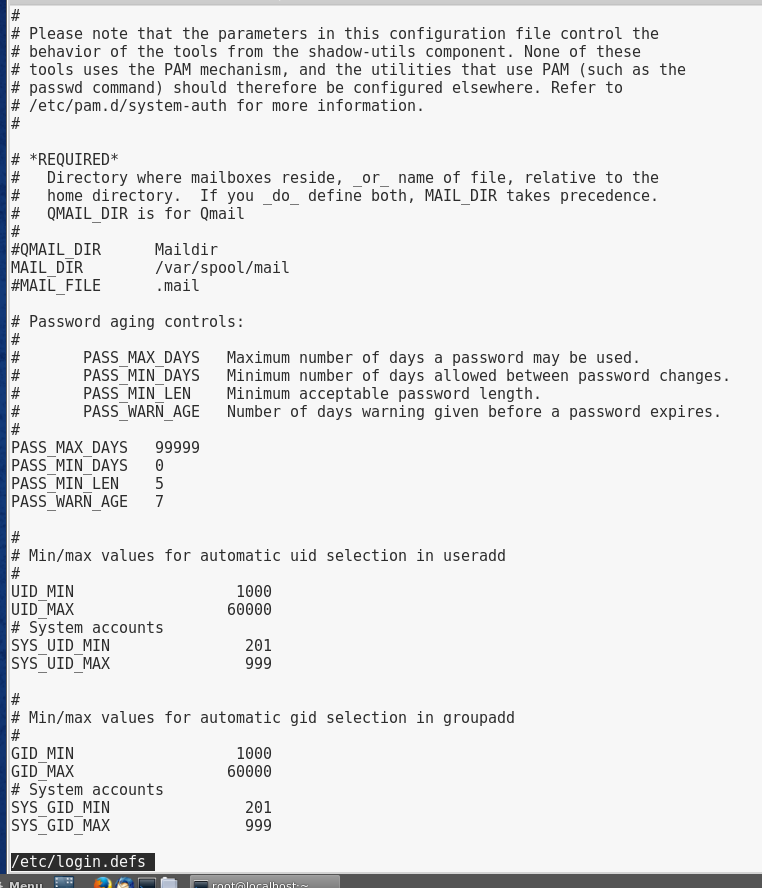 #
# Please note that the parameters in this configuration file control the
# behavior of the tools from the shadow-utils component. None of these
# tools uses the PAM mechanism, and the utilities that use PAM (such as the
# passwd command) should therefore be configured elsewhere. Refer to
# /etc/pam.d/system-auth for more information.
#

# *REQUIRED*
#   Directory where mailboxes reside, _or_ name of file, relative to the
#   home directory.  If you _do_ define both, MAIL_DIR takes precedence.
#   QMAIL_DIR is for Qmail
#
#QMAIL_DIR      Maildir
MAIL_DIR        /var/spool/mail
#MAIL_FILE      .mail

# Password aging controls:
#
#       PASS_MAX_DAYS   Maximum number of days a password may be used.
#       PASS_MIN_DAYS   Minimum number of days allowed between password changes.
#       PASS_MIN_LEN    Minimum acceptable password length.
#       PASS_WARN_AGE   Number of days warning given before a password expires.
#
PASS_MAX_DAYS   99999
PASS_MIN_DAYS   0
PASS_MIN_LEN    5
PASS_WARN_AGE   7

#
# Min/max values for automatic uid selection in useradd
#
UID_MIN                  1000
UID_MAX                 60000
# System accounts
SYS_UID_MIN               201
SYS_UID_MAX               999

#
# Min/max values for automatic gid selection in groupadd
#
GID_MIN                  1000
GID_MAX                 60000
# System accounts
SYS_GID_MIN               201
SYS_GID_MAX               999

/etc/login.defs
Menu root@localhost:~